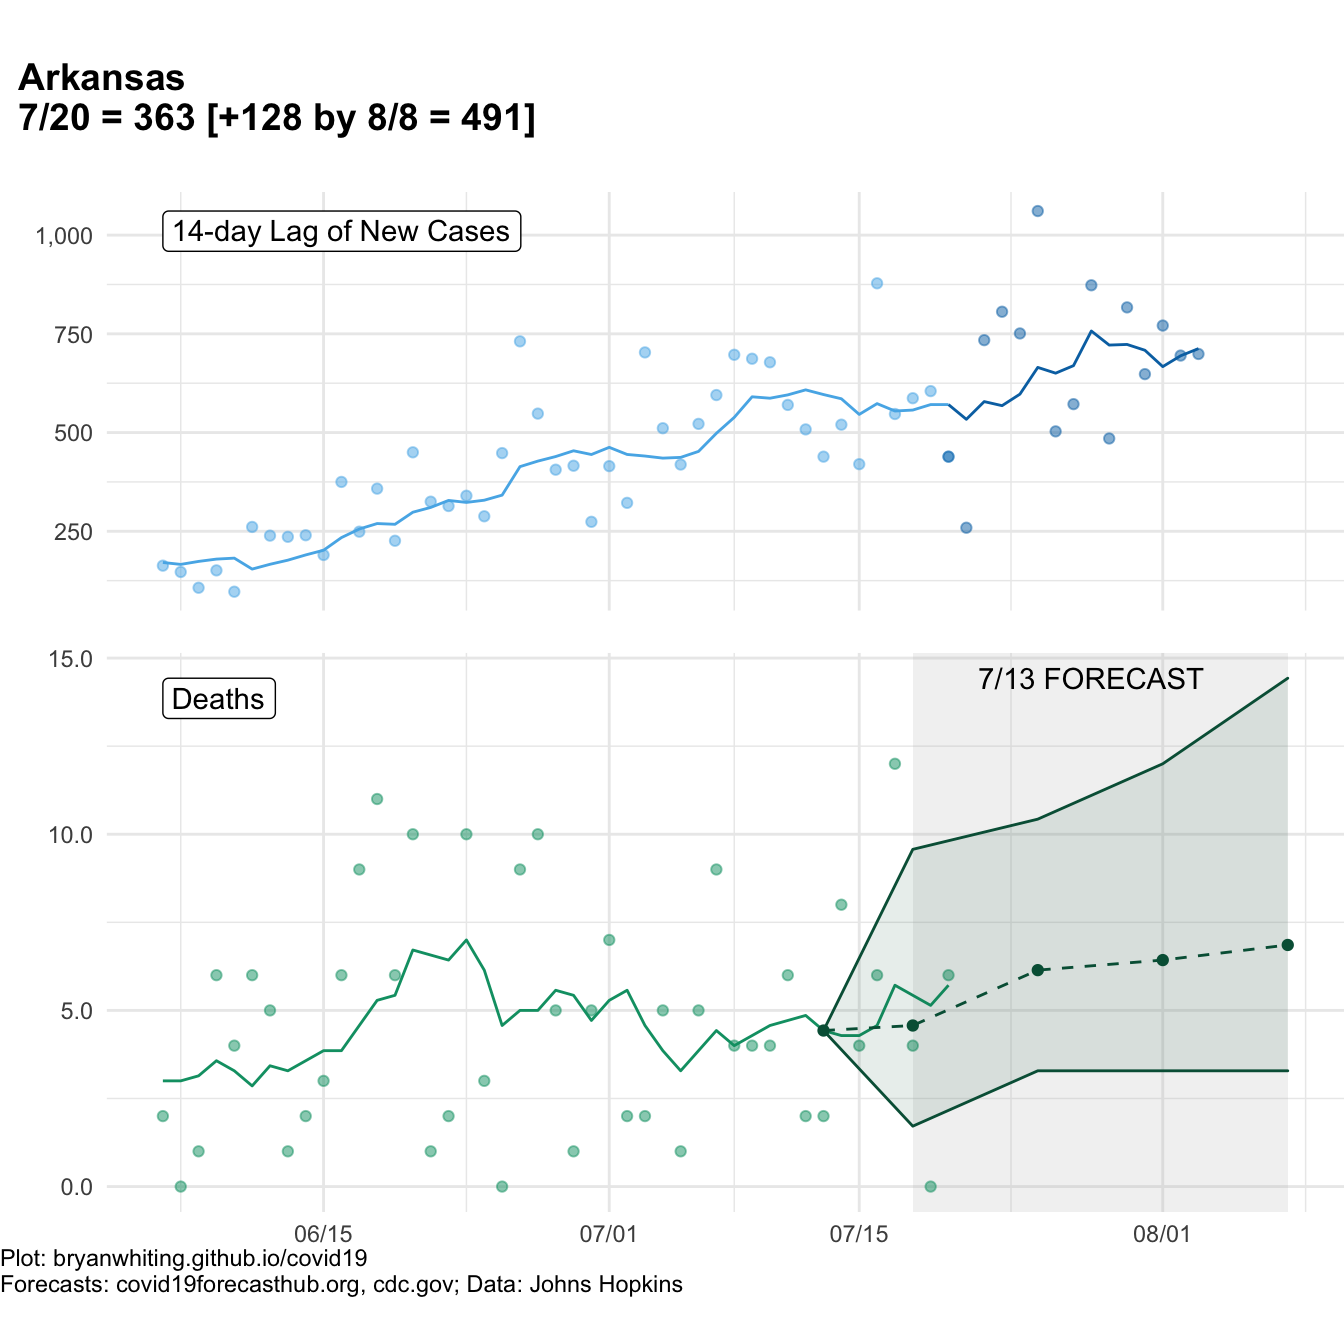 Arkansas
7/20 = 363 [+128 by 8/8 = 491]
14-day Lag of New Cases
1,000
750
500
250
15.0
7/13 FORECAST
Deaths
10.0
5.0
0.0
06/15 07/01 07/15 08/01
Plot: bryanwhiting.github.io/covid19
Forecasts: covid19forecasthub.org, cdc.gov; Data: Johns Hopkins